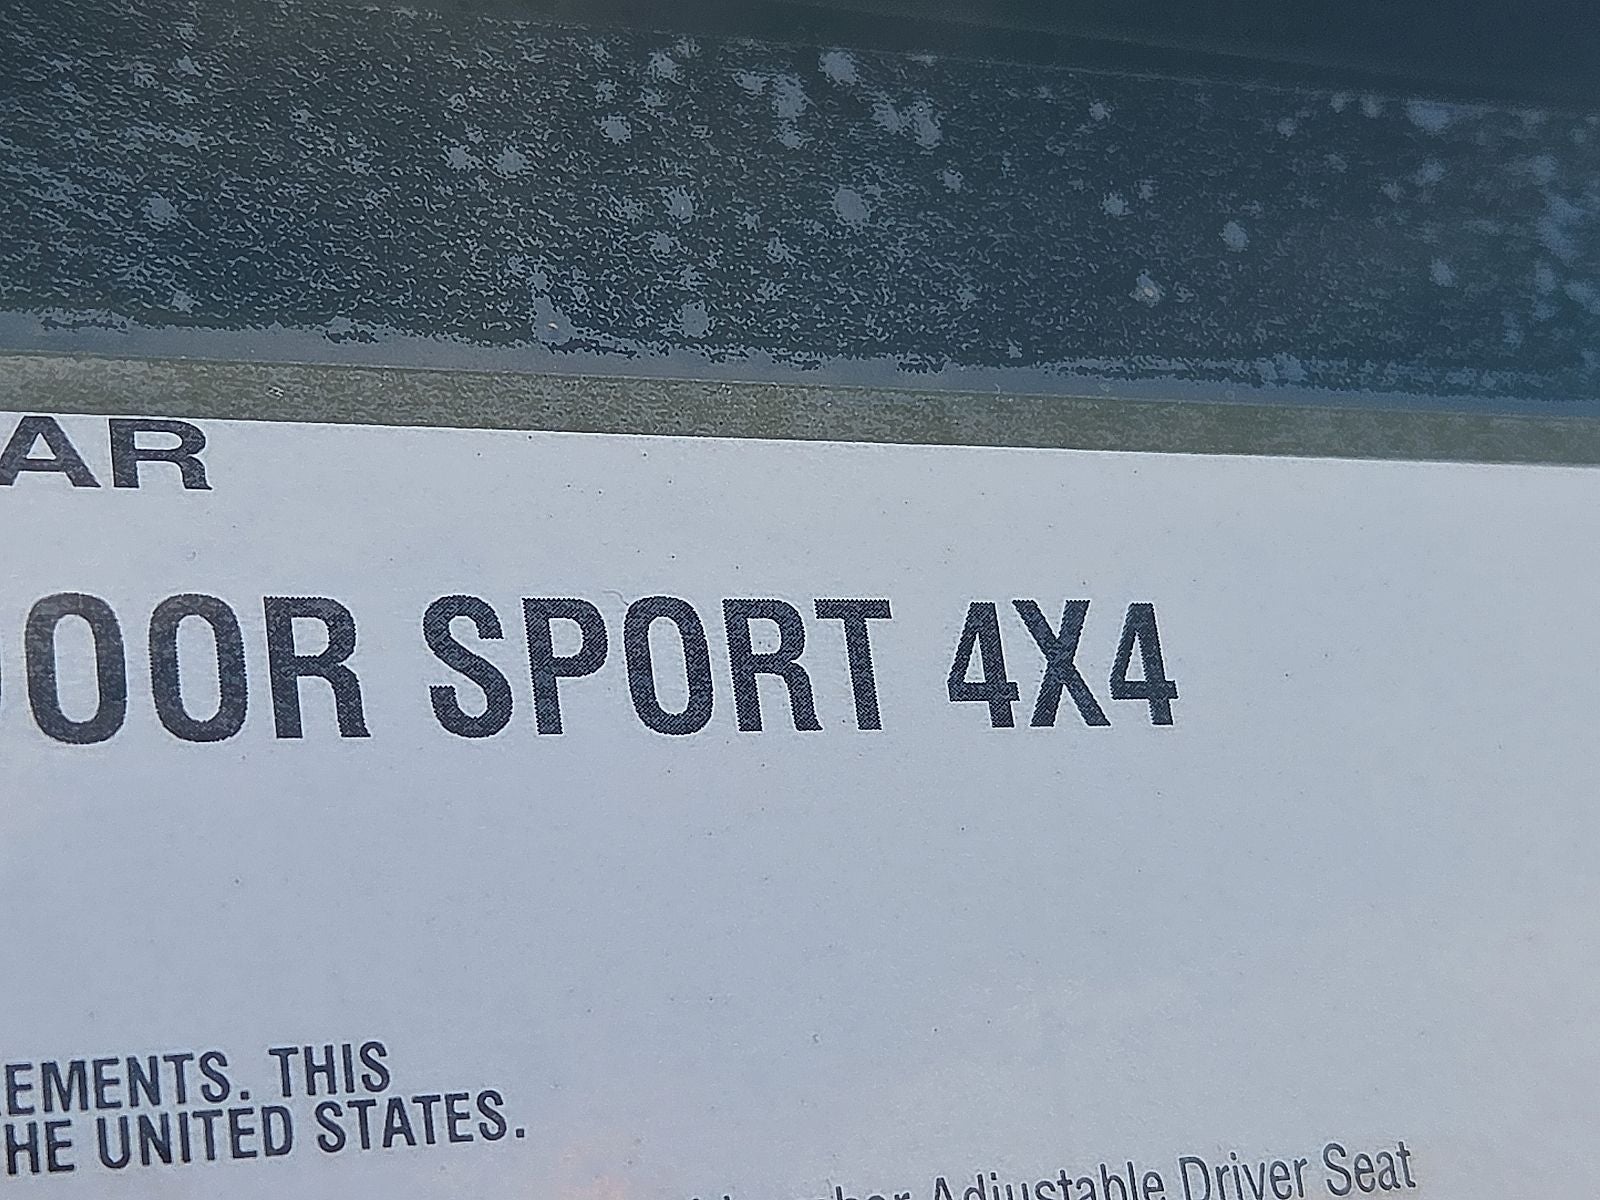 AR
OOR SPORT 4X4
EMENTS. THIS
HE UNITED STATES.
Adjustable Driver Seat